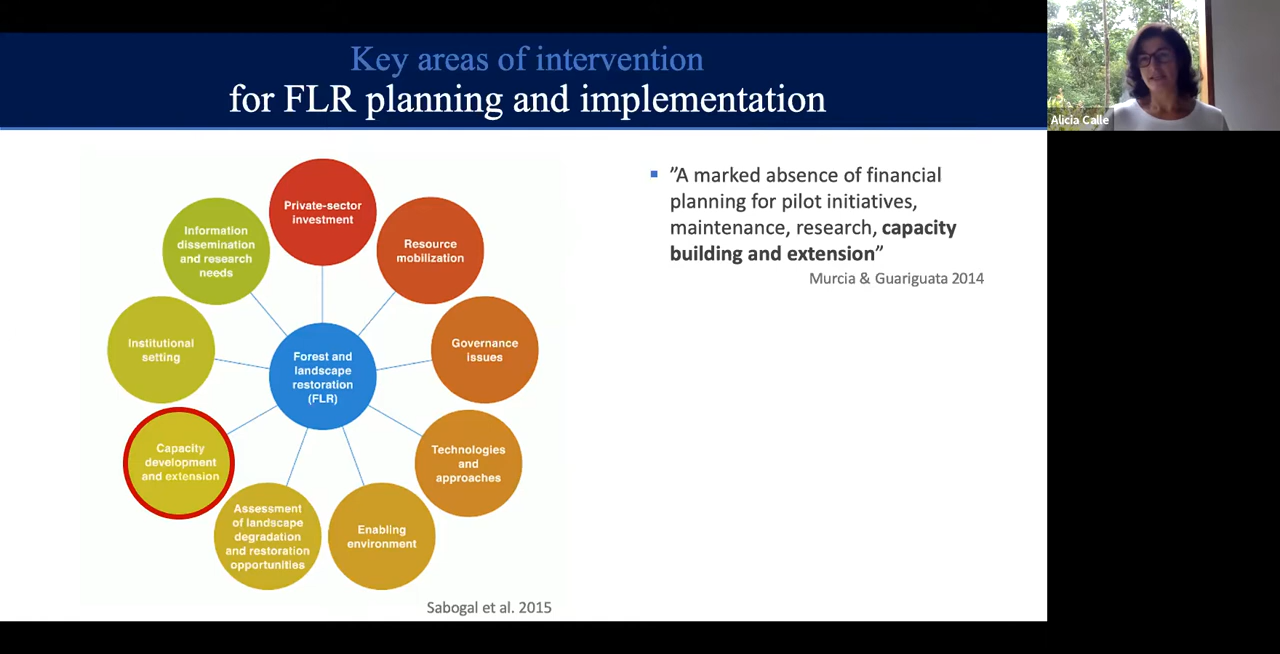 Key areas of intervention
for FLR planning and implementation
Alicia Calle
Private-sector
investment
Resource
mobilization
Governance
issues
Technologies
and
approaches
Enabling
environment
Assessment
of landscape
degradation
and restoration
opportunities
Capacity
development
and extension
Institutional
setting
Information
dissemination
and research
needs
Forest and
landscape
restoration
(FLR)
Sabogal et al. 2015
”A marked absence of financial
planning for pilot initiatives,
maintenance, research, capacity
building and extension”
Murcia & Guariguata 2014